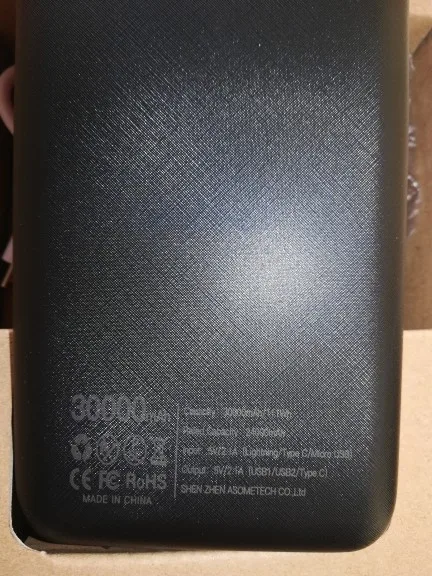 30000mAh
CE FC RoHS
MADE IN CHINA
Capacity: 30000mAh/111Wh
Rated Capacity: 24000mAh
Input: 5V/2.1A (Lightning/Type C/Micro USB)
Output: 5V/2.1A (USB1/USB2/Type C)
SHEN ZHEN ASOMETECH CO.,Ltd